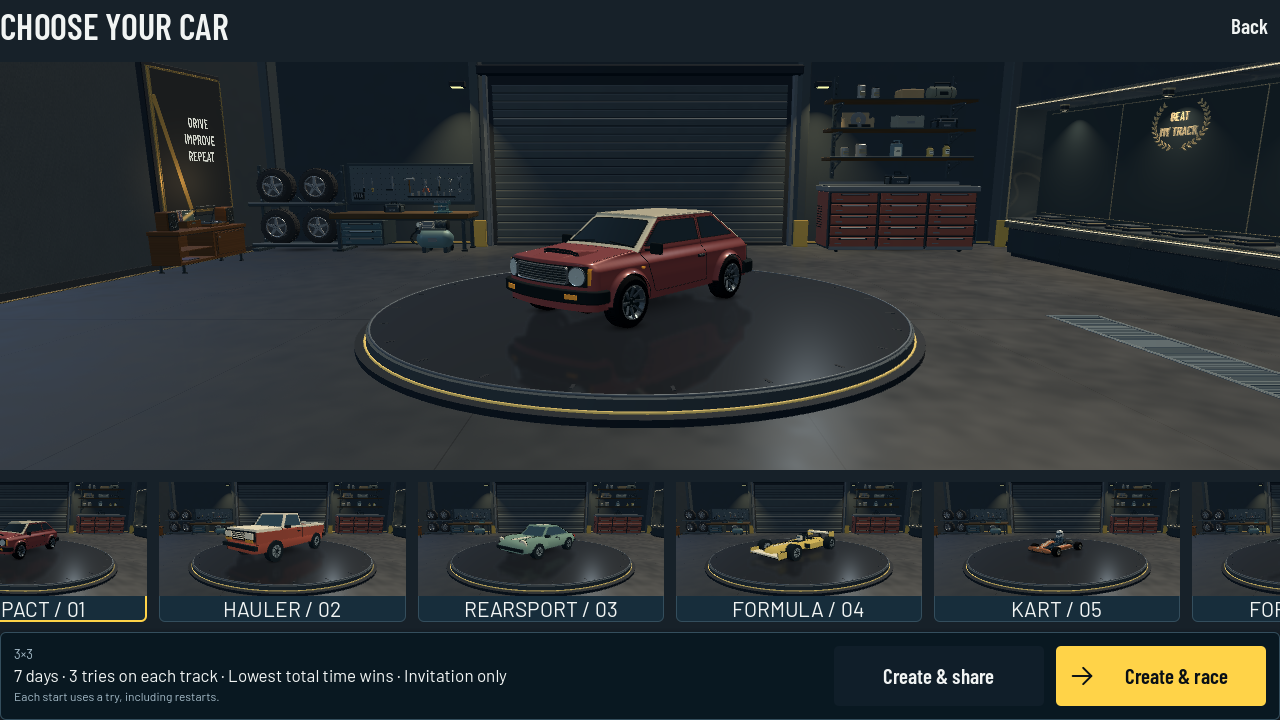 CHOOSE YOUR CAR
Back
DRIVE
IMPROVE
REPEAT
BEAT
MY TRACK
PACT / 01
HAULER / 02
REARSPORT / 03
FORMULA / 04
KART / 05
FOR
3×3
7 days · 3 tries on each track · Lowest total time wins · Invitation only
Each start uses a try, including restarts.
Create & share
Create & race